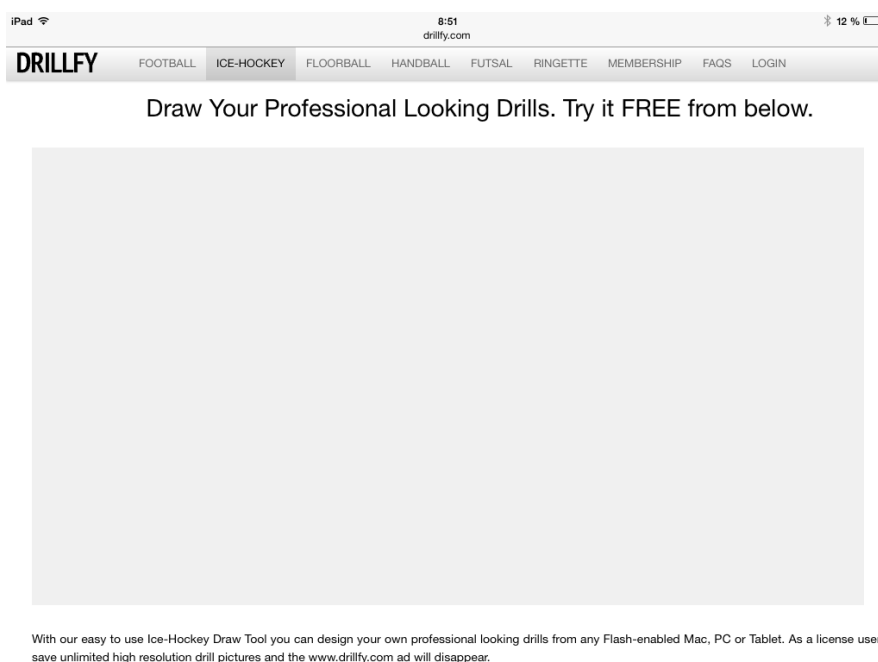 iPad 8:51 12 %
drillfy.com
DRILLFY FOOTBALL ICE-HOCKEY FLOORBALL HANDBALL FUTSAL RINGETTE MEMBERSHIP FAQS LOGIN
Draw Your Professional Looking Drills. Try it FREE from below.
With our easy to use Ice-Hockey Draw Tool you can design your own professional looking drills from any Flash-enabled Mac, PC or Tablet. As a license
save unlimited high resolution drill pictures and the www.drillfy.com ad will disappear.